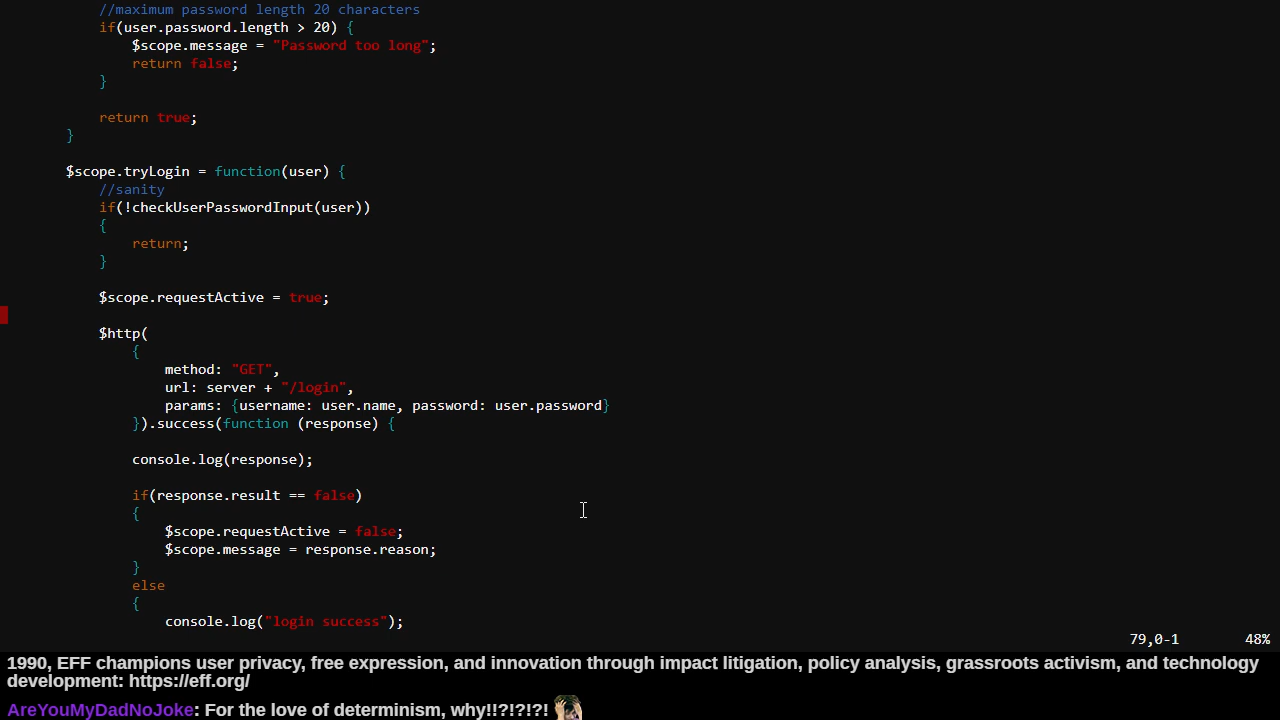 //maximum password length 20 characters
if(user.password.length > 20) {
$scope.message = "Password too long";
return false;
}
return true;
}
$scope.tryLogin = function(user) {
//sanity
if(!checkUserPasswordInput(user))
{
return;
}
$scope.requestActive = true;
$http(
{
method: "GET",
url: server + "/login",
params: {username: user.name, password: user.password}
}).success(function (response) {
console.log(response);
if(response.result == false)
{
$scope.requestActive = false;
$scope.message = response.reason;
}
else
{
console.log("login success");
79,0-1 48%
1990, EFF champions user privacy, free expression, and innovation through impact litigation, policy analysis, grassroots activism, and technology
development: https://eff.org/
AreYouMyDadNoJoke: For the love of determinism, why!!?!?!?!